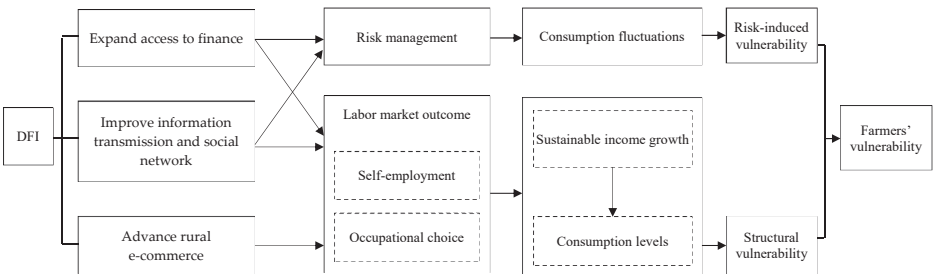 DFI
Expand access to finance
Improve information
transmission and social
network
Advance rural
e-commerce
Risk management
Labor market outcome
Self-employment
Occupational choice
Consumption fluctuations
Sustainable income growth
Consumption levels
Risk-induced
vulnerability
Structural
vulnerability
Farmers’
vulnerability